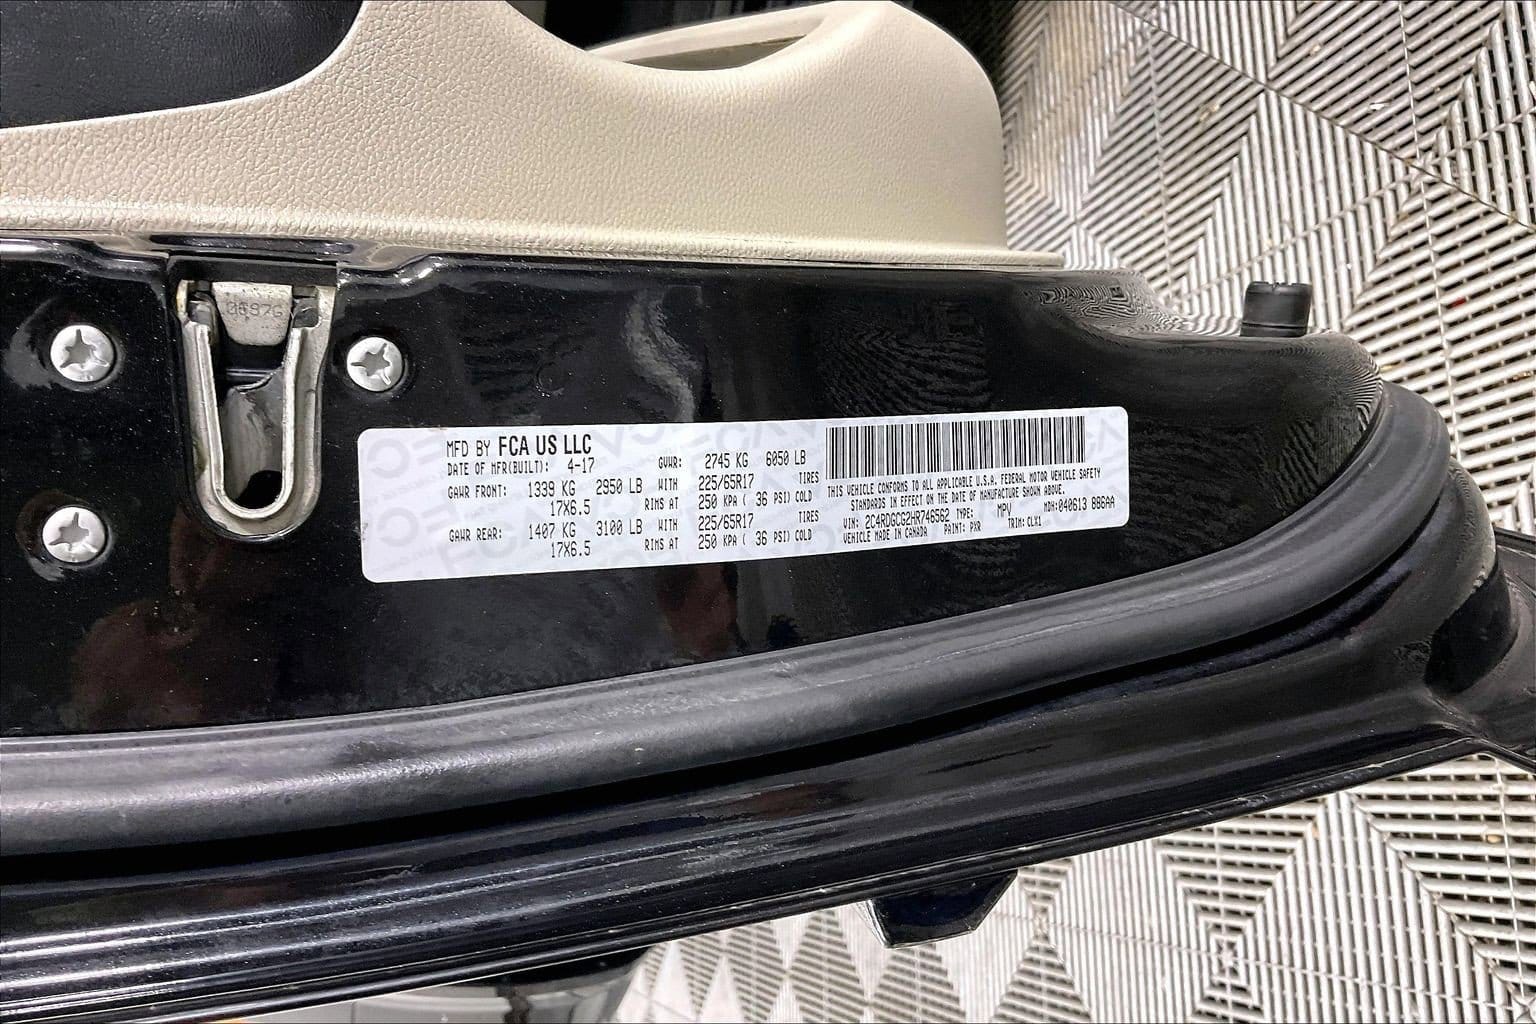 MFD BY FCA US LLC
DATE OF MFR(BUILT): 4-17 GVWR: 2745 KG 6050 LB
GAWR FRONT: 1339 KG 2950 LB WITH 225/65R17 TIRES
17X6.5 RIMS AT 250 KPA ( 36 PSI) COLD
GAWR REAR: 1407 KG 3100 LB WITH 225/65R17 TIRES
17X6.5 RIMS AT 250 KPA ( 36 PSI) COLD
THIS VEHICLE CONFORMS TO ALL APPLICABLE U.S.A. FEDERAL MOTOR VEHICLE SAFETY
STANDARDS IN EFFECT ON THE DATE OF MANUFACTURE SHOWN ABOVE.
VIN: 2C4RDGCG2HR746562 TYPE: MPV MDH:040613 886AA
VEHICLE MADE IN CANADA PAINT: PXR TRIM: CLX1